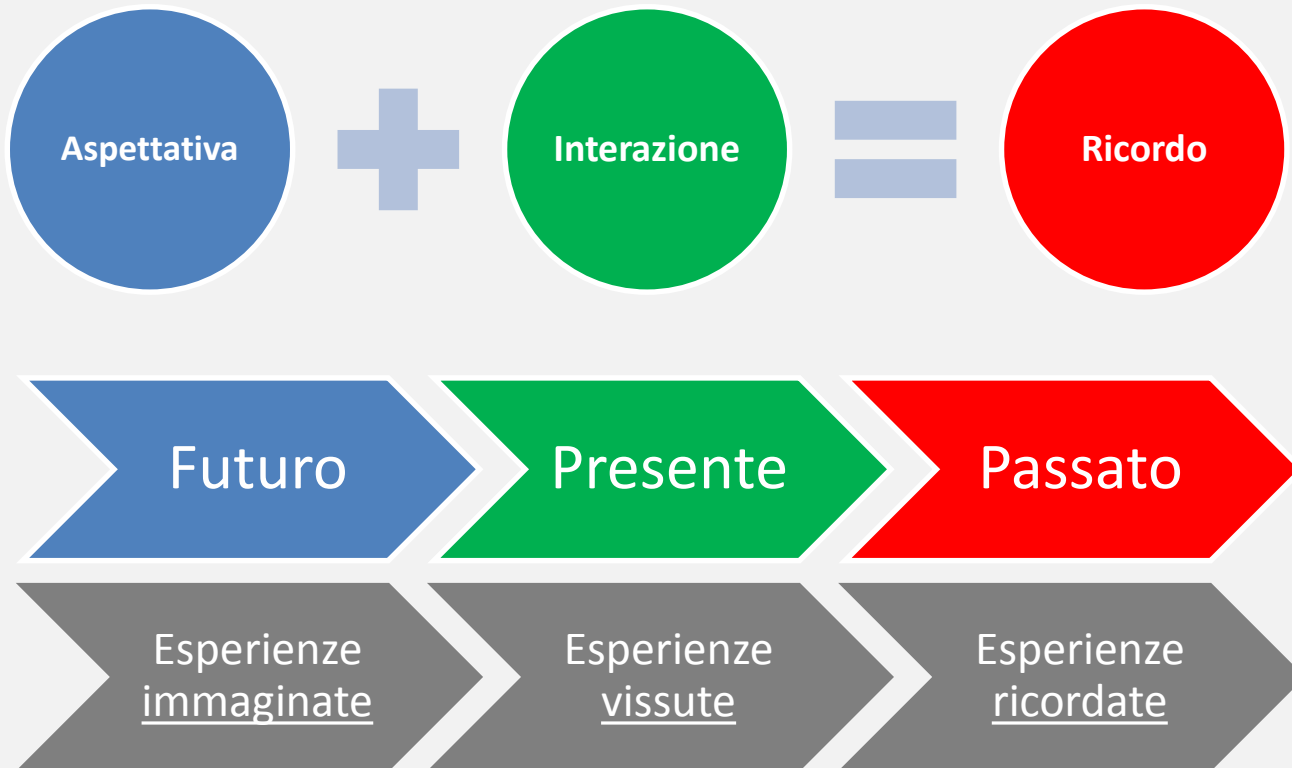 Aspettativa
Interazione
Ricordo
Futuro
Presente
Passato
Esperienze
immaginate
Esperienze
vissute
Esperienze
ricordate